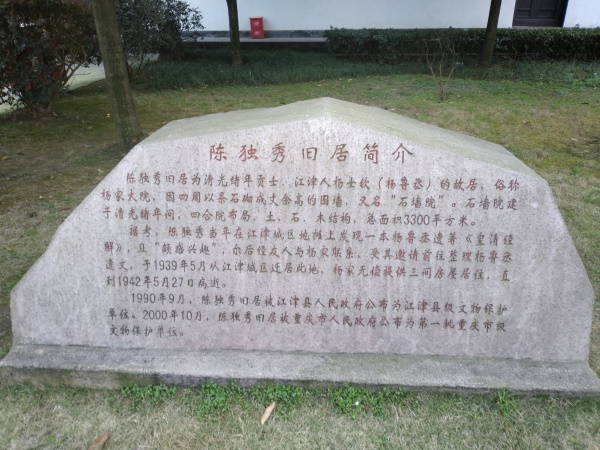 陈独秀旧居简介
陈独秀旧居为清光绪年贡士、江津人杨士钦（杨鲁丞）的故居，俗称
杨家大院，因四周以条石砌成丈余高的围墙，又名“石墙院”。石墙院建
于清光绪年间，四合院布局，土、石、木结构，总面积3300平方米。
据考，陈独秀当年在江津城区地摊上发现一本杨鲁丞遗著《皇清经
解》，且“颇感兴趣”，尔后经友人与杨家联系，受其邀请前往整理杨鲁丞
遗文，于1939年5月从江津城区迁居此地，杨家无偿提供三间房屋居住，直
到1942年5月27日病逝。
1990年9月，陈独秀旧居被江津县人民政府公布为江津县级文物保护
单位。2000年10月，陈独秀旧居被重庆市人民政府公布为第一批重庆市级
文物保护单位。